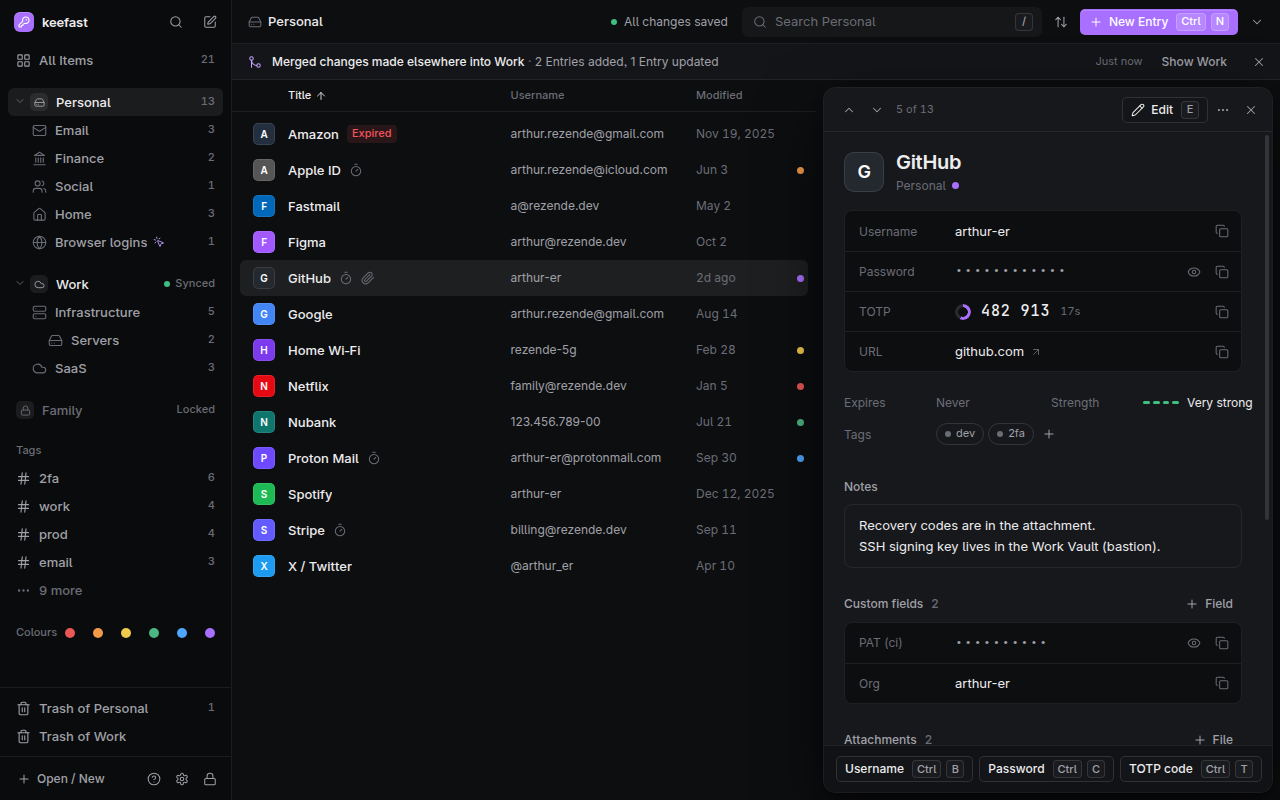 keefast
All Items 21
Personal 13
Email 3
Finance 2
Social 1
Home 3
Browser logins 1
Work Synced
Infrastructure 5
Servers 2
SaaS 3
Family Locked
Tags
2fa 6
work 4
prod 4
email 3
9 more
Colours
Trash of Personal 1
Trash of Work
Open / New
Personal
All changes saved
Search Personal /
New Entry Ctrl N
Merged changes made elsewhere into Work · 2 Entries added, 1 Entry updated
Just now Show Work
Title Username Modified
A Amazon Expired arthur.rezende@gmail.com Nov 19, 2025
A Apple ID arthur.rezende@icloud.com Jun 3
F Fastmail a@rezende.dev May 2
F Figma arthur@rezende.dev Oct 2
G GitHub arthur-er 2d ago
G Google arthur.rezende@gmail.com Aug 14
H Home Wi-Fi rezende-5g Feb 28
N Netflix family@rezende.dev Jan 5
N Nubank 123.456.789-00 Jul 21
P Proton Mail arthur-er@protonmail.com Sep 30
S Spotify arthur-er Dec 12, 2025
S Stripe billing@rezende.dev Sep 11
X X / Twitter @arthur_er Apr 10
5 of 13
Edit E
G GitHub
Personal
Username arthur-er
Password ••••••••••••
TOTP 482 913 17s
URL github.com
Expires Never Strength Very strong
Tags dev 2fa
Notes
Recovery codes are in the attachment.
SSH signing key lives in the Work Vault (bastion).
Custom fields 2 Field
PAT (ci) ••••••••••
Org arthur-er
Attachments 2 File
Username Ctrl B Password Ctrl C TOTP code Ctrl T